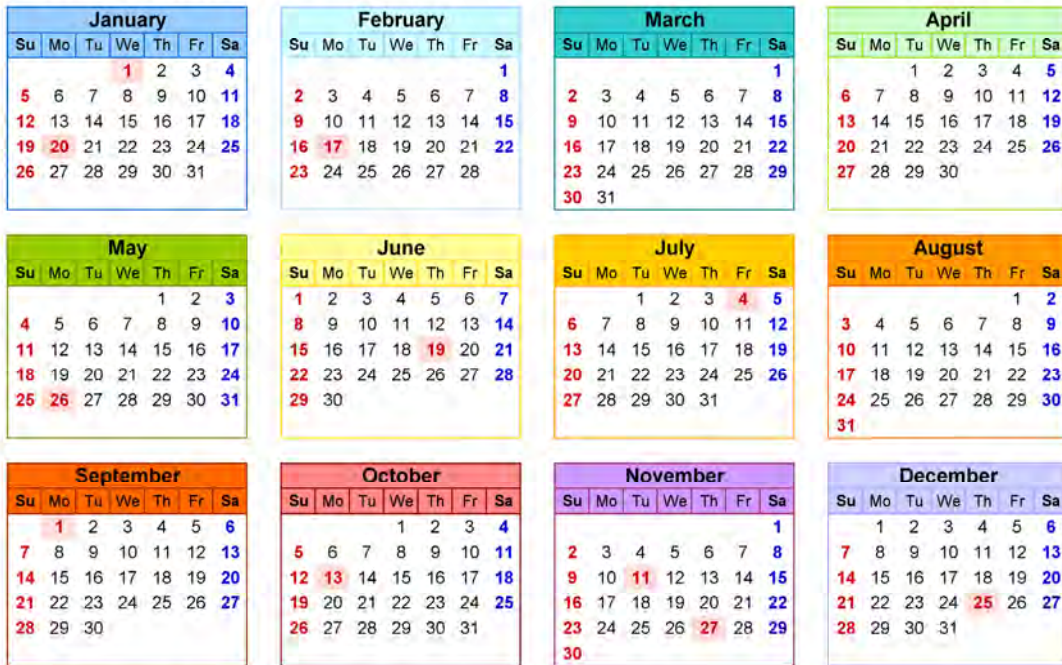 January
Su Mo Tu We Th Fr Sa
1 2 3 4
5 6 7 8 9 10 11
12 13 14 15 16 17 18
19 20 21 22 23 24 25
26 27 28 29 30 31
February
Su Mo Tu We Th Fr Sa
1
2 3 4 5 6 7 8
9 10 11 12 13 14 15
16 17 18 19 20 21 22
23 24 25 26 27 28
March
Su Mo Tu We Th Fr Sa
1
2 3 4 5 6 7 8
9 10 11 12 13 14 15
16 17 18 19 20 21 22
23 24 25 26 27 28 29
30 31
April
Su Mo Tu We Th Fr Sa
1 2 3 4 5
6 7 8 9 10 11 12
13 14 15 16 17 18 19
20 21 22 23 24 25 26
27 28 29 30
May
Su Mo Tu We Th Fr Sa
1 2 3
4 5 6 7 8 9 10
11 12 13 14 15 16 17
18 19 20 21 22 23 24
25 26 27 28 29 30 31
June
Su Mo Tu We Th Fr Sa
1 2 3 4 5 6 7
8 9 10 11 12 13 14
15 16 17 18 19 20 21
22 23 24 25 26 27 28
29 30
July
Su Mo Tu We Th Fr Sa
1 2 3 4 5
6 7 8 9 10 11 12
13 14 15 16 17 18 19
20 21 22 23 24 25 26
27 28 29 30 31
August
Su Mo Tu We Th Fr Sa
1 2
3 4 5 6 7 8 9
10 11 12 13 14 15 16
17 18 19 20 21 22 23
24 25 26 27 28 29 30
31
September
Su Mo Tu We Th Fr Sa
1 2 3 4 5 6
7 8 9 10 11 12 13
14 15 16 17 18 19 20
21 22 23 24 25 26 27
28 29 30
October
Su Mo Tu We Th Fr Sa
1 2 3 4
5 6 7 8 9 10 11
12 13 14 15 16 17 18
19 20 21 22 23 24 25
26 27 28 29 30 31
November
Su Mo Tu We Th Fr Sa
1
2 3 4 5 6 7 8
9 10 11 12 13 14 15
16 17 18 19 20 21 22
23 24 25 26 27 28 29
30
December
Su Mo Tu We Th Fr Sa
1 2 3 4 5 6
7 8 9 10 11 12 13
14 15 16 17 18 19 20
21 22 23 24 25 26 27
28 29 30 31